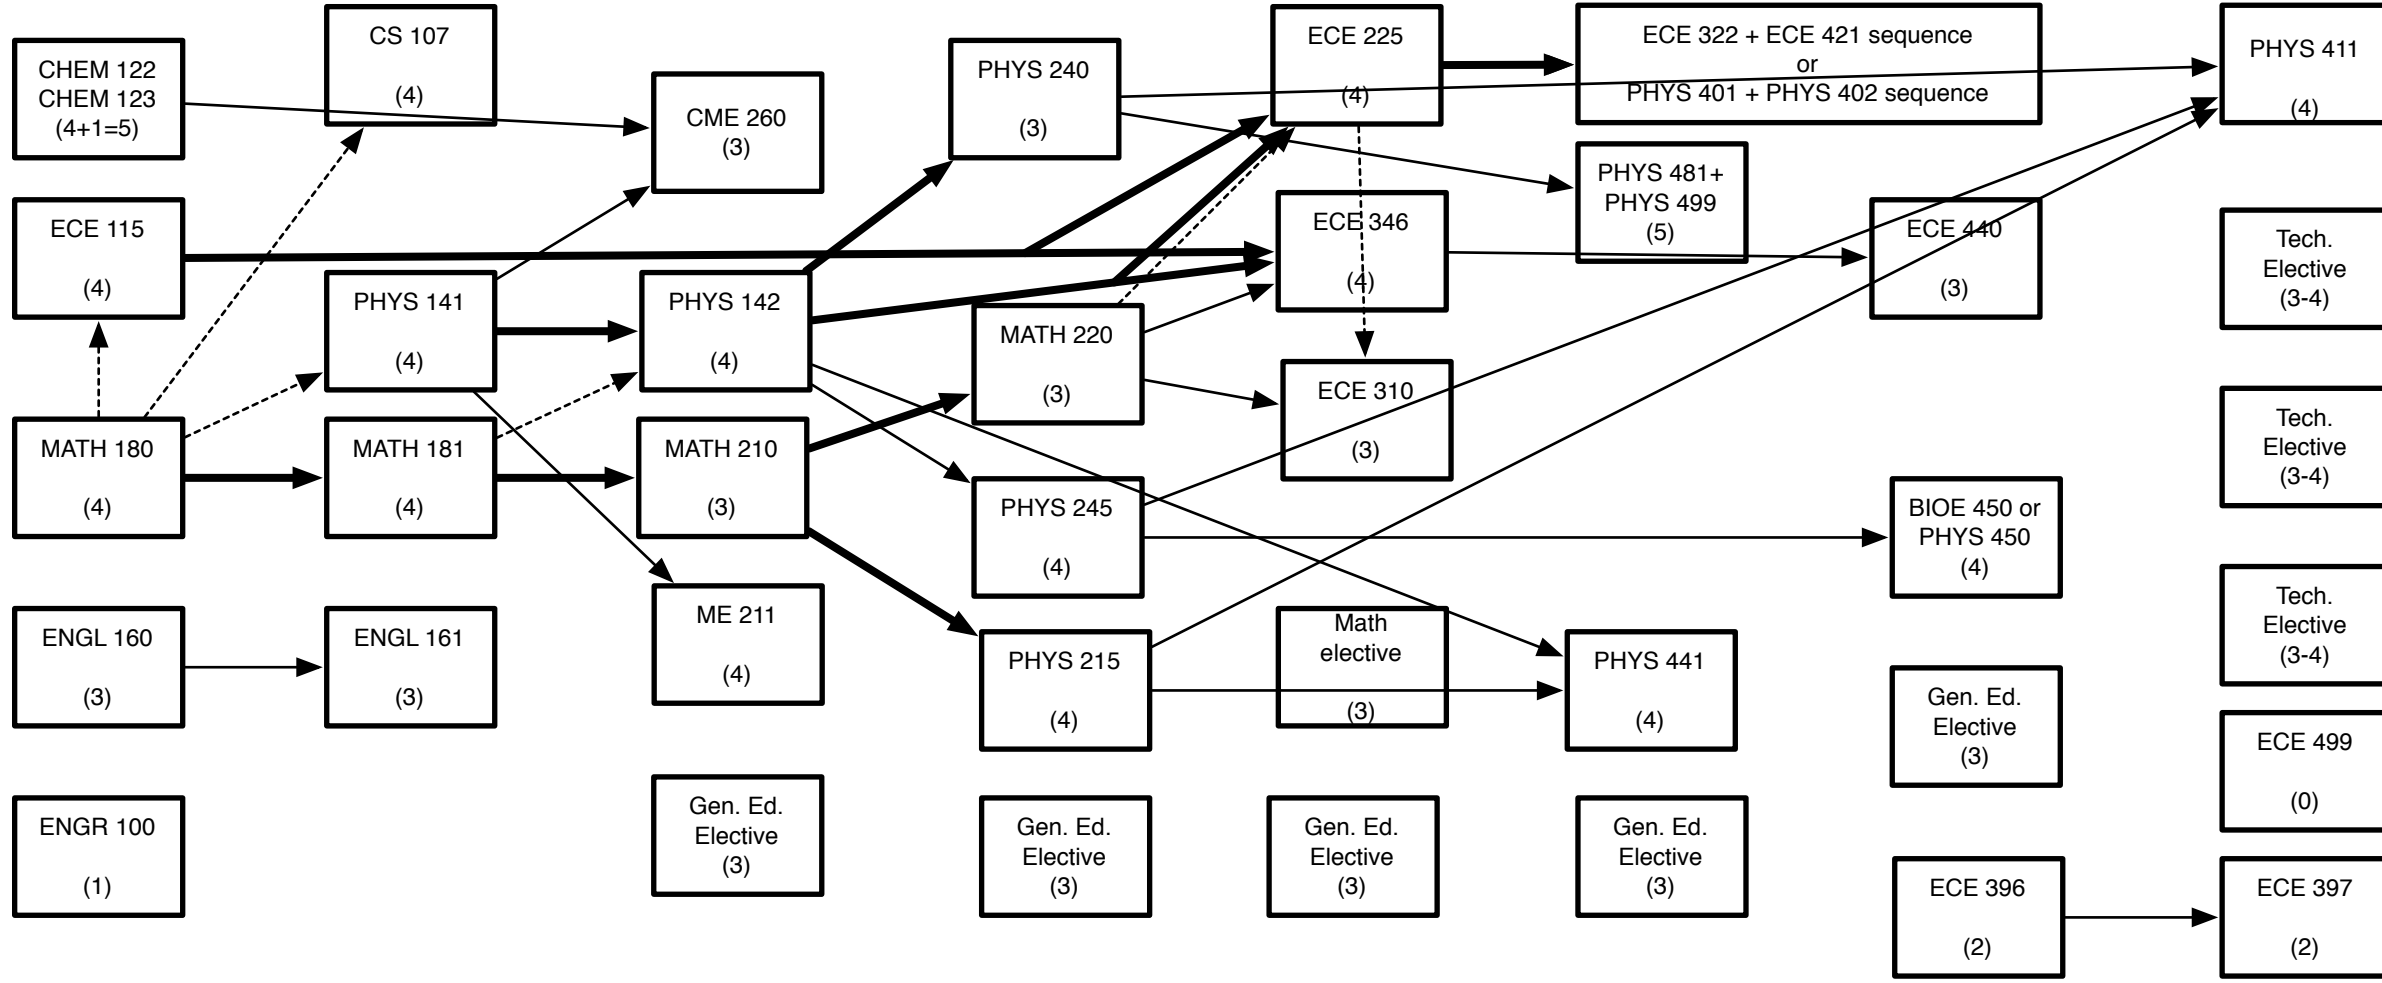 CHEM 122
CHEM 123
(4+1=5)
ECE 115
(4)
MATH 180
(4)
ENGL 160
(3)
ENGR 100
(1)
CS 107
(4)
PHYS 141
(4)
MATH 181
(4)
ENGL 161
(3)
CME 260
(3)
PHYS 142
(4)
MATH 210
(3)
ME 211
(4)
Gen. Ed.
Elective
(3)
PHYS 240
(3)
MATH 220
(3)
PHYS 245
(4)
PHYS 215
(4)
Gen. Ed.
Elective
(3)
ECE 225
(4)
ECE 346
(4)
ECE 310
(3)
Math
elective
(3)
Gen. Ed.
Elective
(3)
ECE 322 + ECE 421 sequence
or
PHYS 401 + PHYS 402 sequence
PHYS 481+
PHYS 499
(5)
PHYS 441
(4)
Gen. Ed.
Elective
(3)
ECE 440
(3)
BIOE 450 or
PHYS 450
(4)
Gen. Ed.
Elective
(3)
ECE 396
(2)
PHYS 411
(4)
Tech.
Elective
(3-4)
Tech.
Elective
(3-4)
Tech.
Elective
(3-4)
ECE 499
(0)
ECE 397
(2)